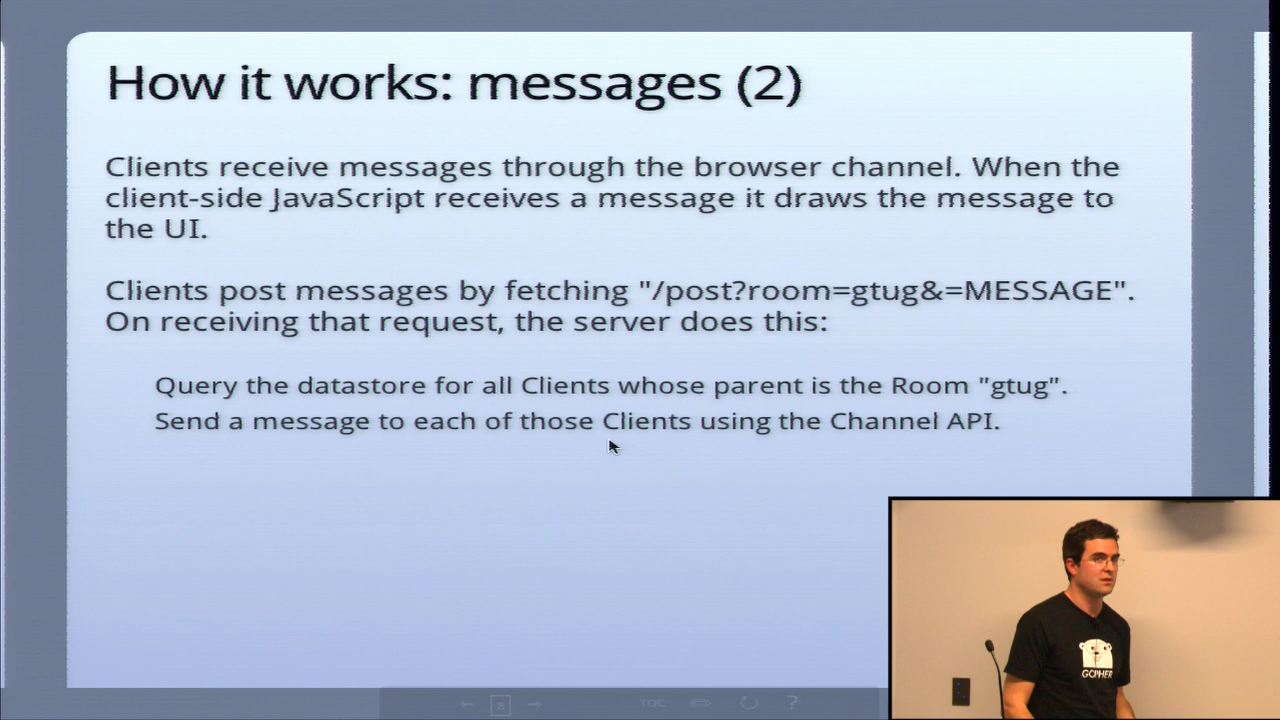 How it works: messages (2)
Clients receive messages through the browser channel. When the
client-side JavaScript receives a message it draws the message to
the UI.
Clients post messages by fetching "/post?room=gtug&=MESSAGE".
On receiving that request, the server does this:
Query the datastore for all Clients whose parent is the Room "gtug".
Send a message to each of those Clients using the Channel API.
TOC
?
GOPHER